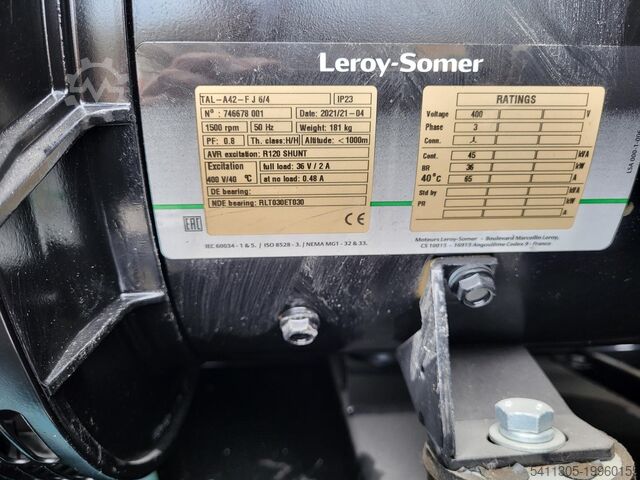 Leroy-Somer
TAL-A42-F J 6/4 IP23
N° : 746678 001 Date: 2021/21-04
1500 rpm 50 Hz Weight: 181 kg
PF: 0.8 Th. class:H/H Altitude: <1000m
AVR excitation: R120 SHUNT
Excitation full load: 36 V / 2 A
400 V/40 °C at no load: 0.48 A
DE bearing:
NDE bearing: RLT030ET030
CE
EAC
RATINGS
Voltage 400 V
Phase 3
Conn.
Cont. 45 kVA
BR 36 kW
40°C 65 A
Std by kVA
PR kW
A
IEC 60034 - 1 & 5. / ISO 8528 - 3. / NEMA MG1 - 32 & 33.
Moteurs Leroy-Somer - Boulevard Marcellin Leroy,
CS 10015 - 16915 Angoulême Cedex 9 - France
5411305-19960155